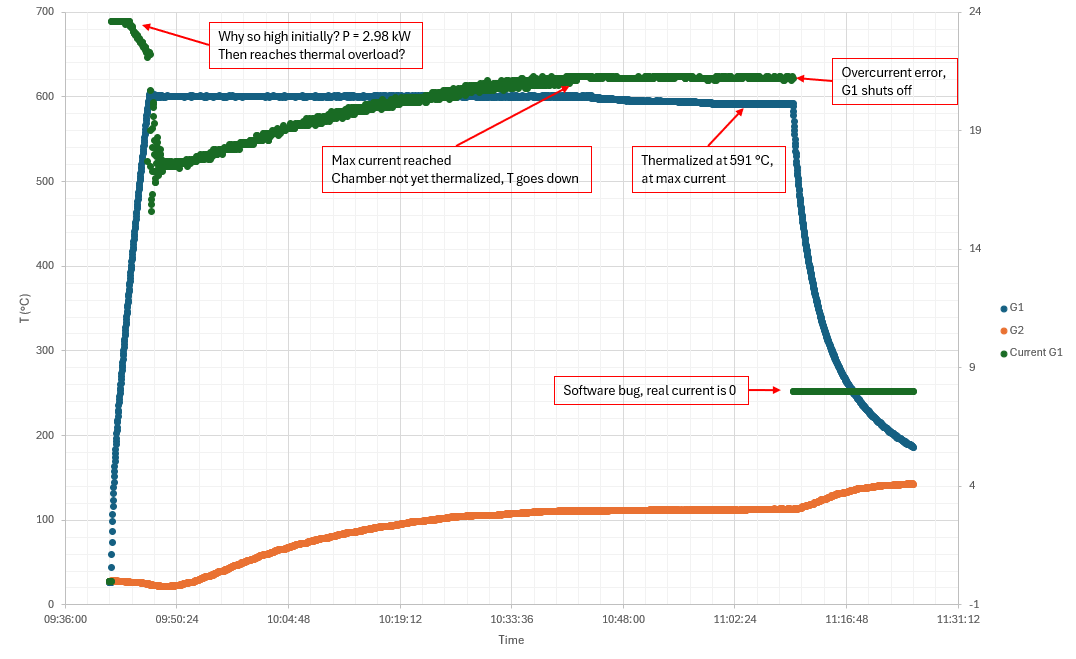 700
600
500
400
300
200
100
0
T (°C)
24
19
14
9
4
-1
Why so high initially? P = 2.98 kW
Then reaches thermal overload?
Overcurrent error,
G1 shuts off
Max current reached
Chamber not yet thermalized, T goes down
Thermalized at 591 °C,
at max current
Software bug, real current is 0
G1
G2
Current G1
09:36:00
09:50:24
10:04:48
10:19:12
10:33:36
10:48:00
11:02:24
11:16:48
11:31:12
Time